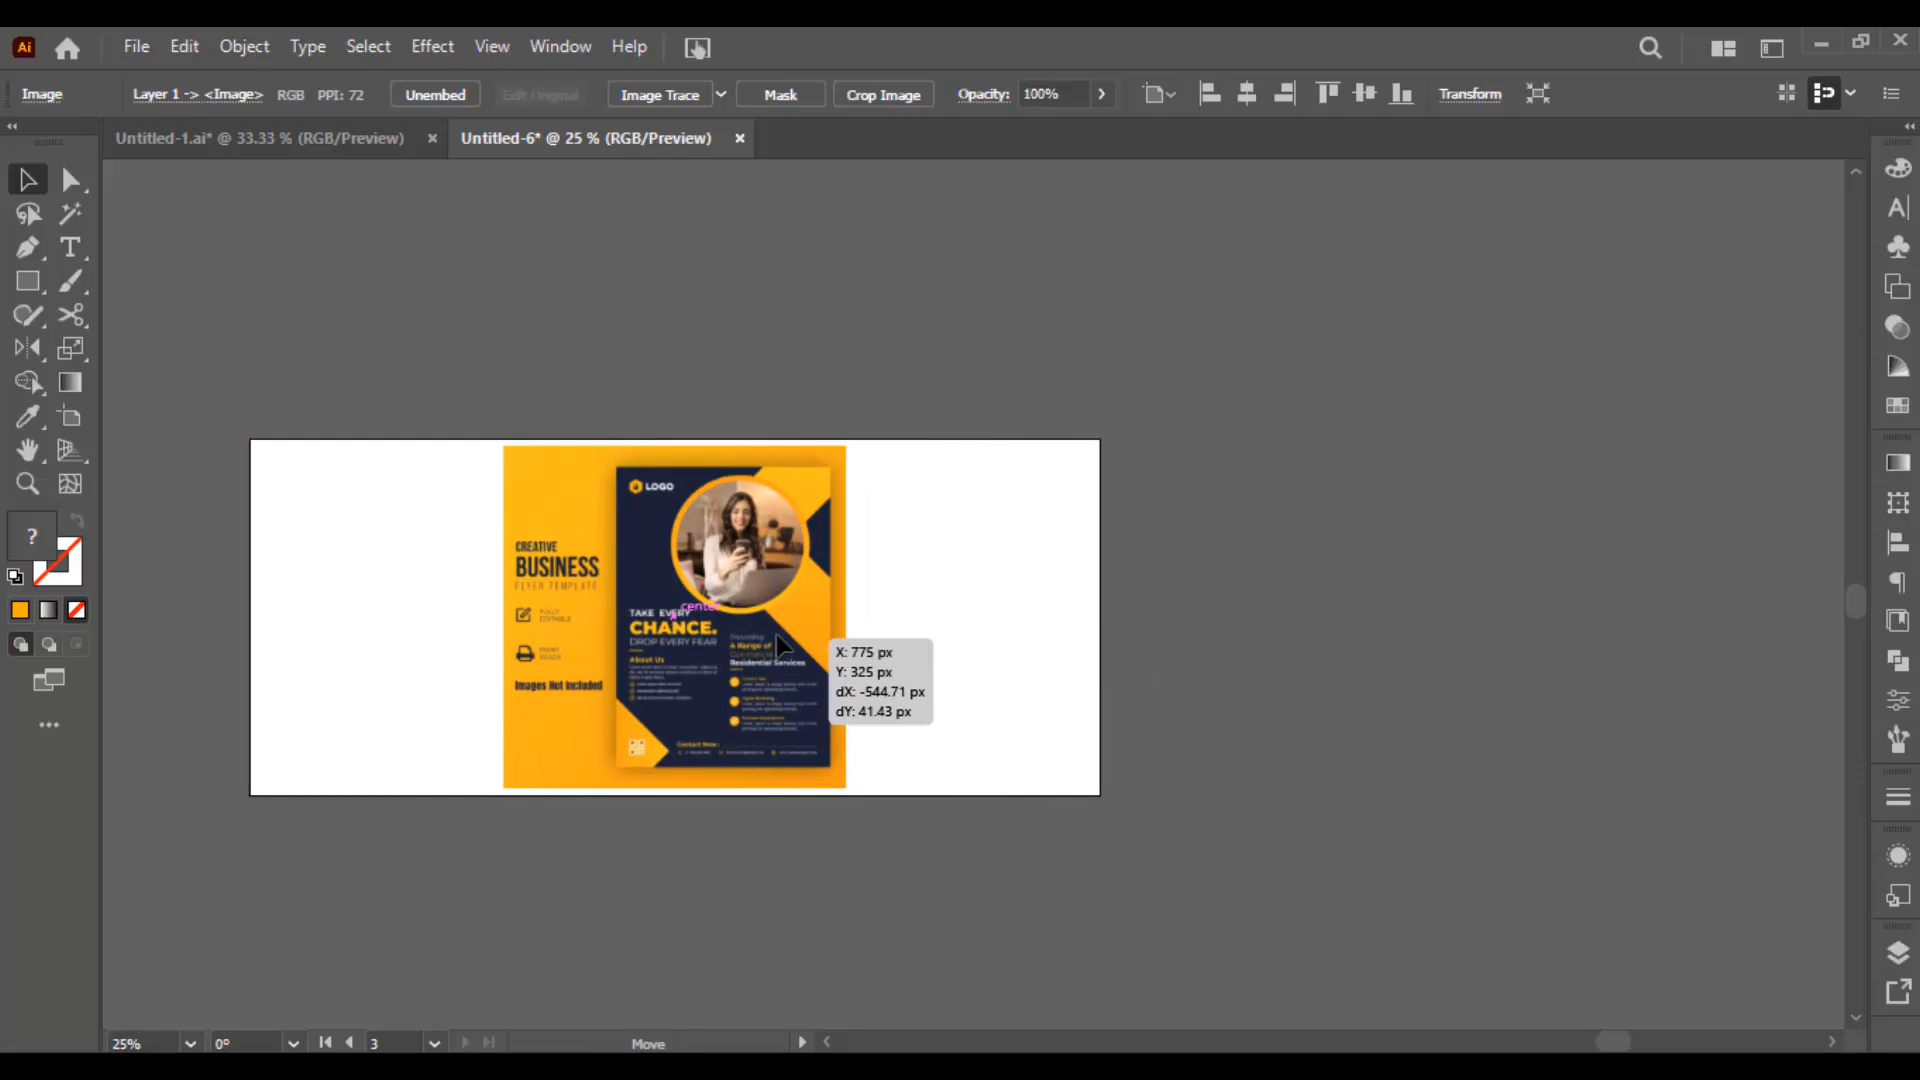 Ai File Edit Object Type Select Effect View Window Help
Image Layer 1 -> <Image> RGB PPI: 72 Unembed Edit Original Image Trace Mask Crop Image Opacity: 100% Transform
Untitled-1.ai* @ 33.33 % (RGB/Preview) × Untitled-6* @ 25 % (RGB/Preview) ×
LOGO
CREATIVE
BUSINESS
FLYER TEMPLATE
FULLY
EDITABLE
PRINT
READY
Images Not Included
center
TAKE EVERY
CHANCE.
DROP EVERY FEAR
About Us
Providing
A Range of
Commercial
Residential Services
Contact Now :
X: 775 px
Y: 325 px
dX: -544.71 px
dY: 41.43 px
?
25% 0° 3 Move